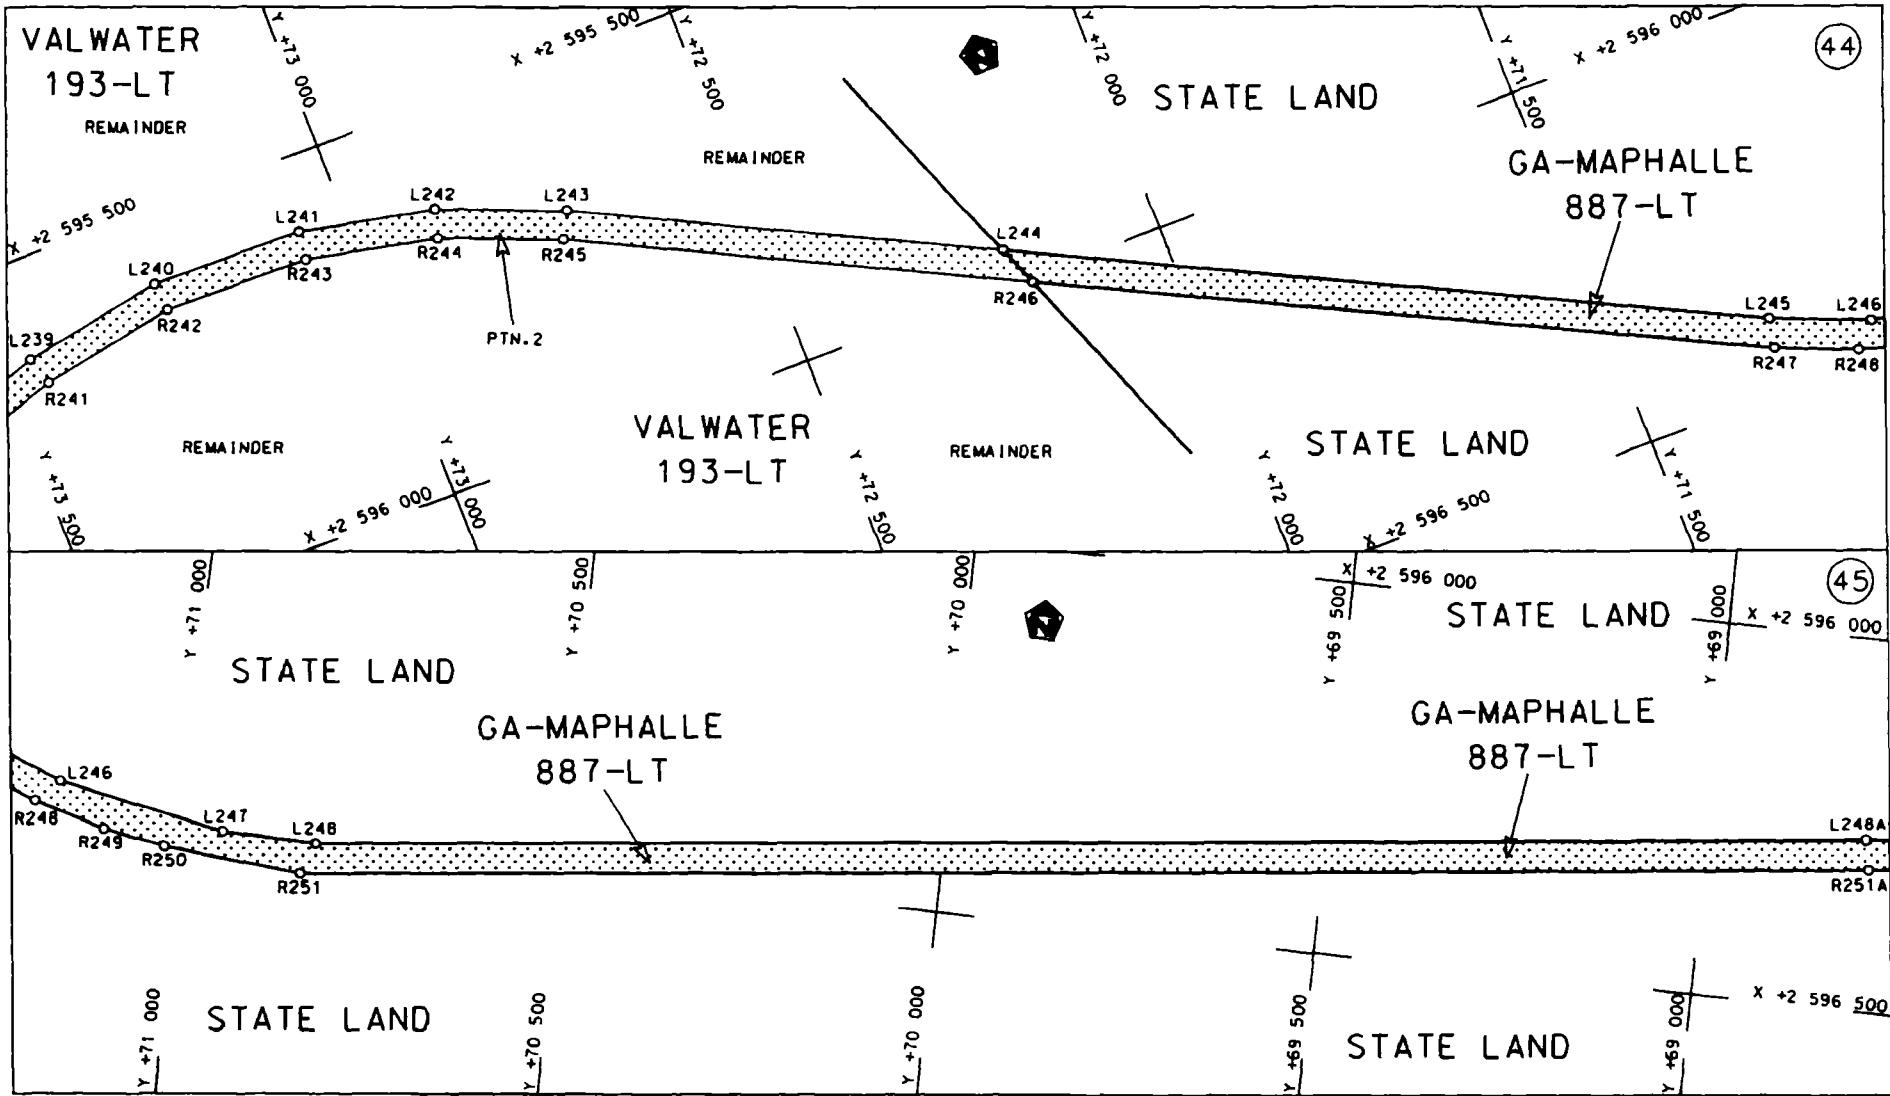 VALWATER
193-LT
REMAINDER
Y +73 000
X +2 595 500
Y +72 500
N
Y +72 000
STATE LAND
Y +71 500
X +2 596 000
44
REMAINDER
GA-MAPHALLE
887-LT
X +2 595 500
L239
L240
L241
L242
L243
L244
L245
L246
R241
R242
R243
R244
R245
R246
R247
R248
PTN.2
REMAINDER
VALWATER
193-LT
REMAINDER
STATE LAND
Y +73 500
X +2 596 000
Y +73 000
Y +72 500
Y +72 000
X +2 596 500
Y +71 500
Y +71 000
Y +70 500
Y +70 000
N
X +2 596 000
Y +69 500
STATE LAND
Y +69 000
X +2 596 000
45
STATE LAND
GA-MAPHALLE
887-LT
GA-MAPHALLE
887-LT
L246
L247
L248
L248A
R248
R249
R250
R251
R251A
Y +71 000
STATE LAND
Y +70 500
Y +70 000
Y +69 500
STATE LAND
Y +69 000
X +2 596 500